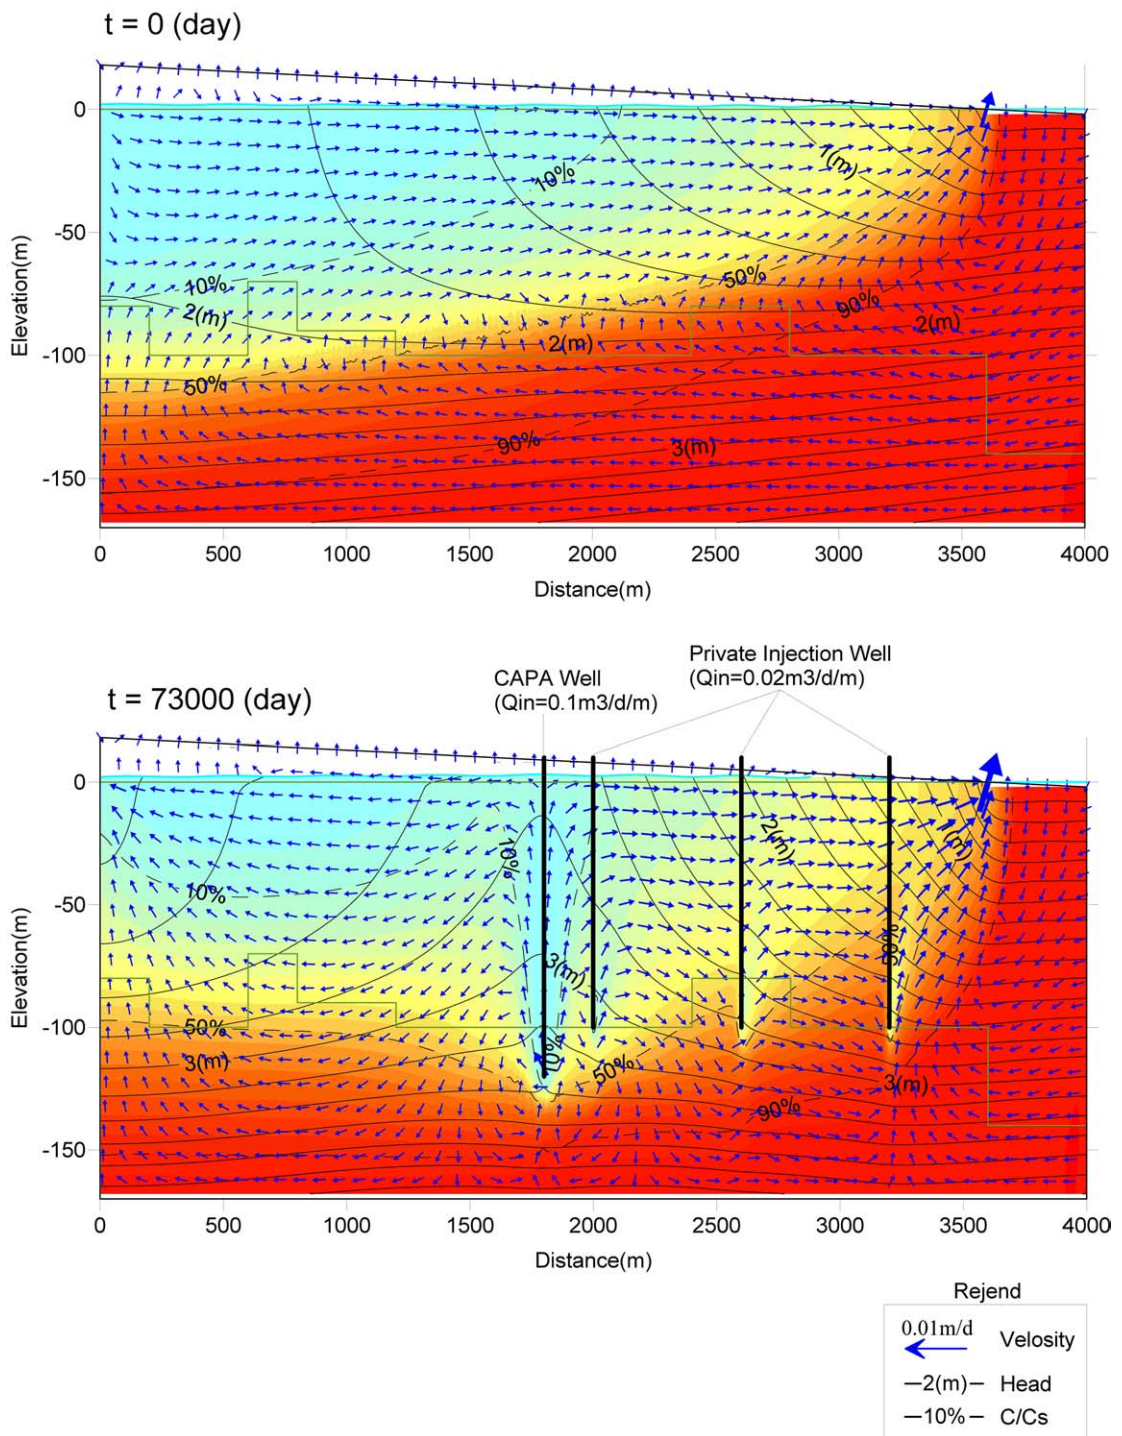 t = 0 (day)
0
-50
-100
-150
Elevation(m)
10%
1(m)
10%
2(m)
50%
50%
90%
2(m)
2(m)
90%
3(m)
0 500 1000 1500 2000 2500 3000 3500 4000
Distance(m)
t = 73000 (day)
CAPA Well
(Qin=0.1m3/d/m)
Private Injection Well
(Qin=0.02m3/d/m)
0
-50
-100
-150
Elevation(m)
10%
10%
2(m)
1(m)
3(m)
90%
50%
3(m)
10%
50%
3(m)
90%
0 500 1000 1500 2000 2500 3000 3500 4000
Distance(m)
Rejend
0.01m/d Velosity
2(m) Head
10% C/Cs